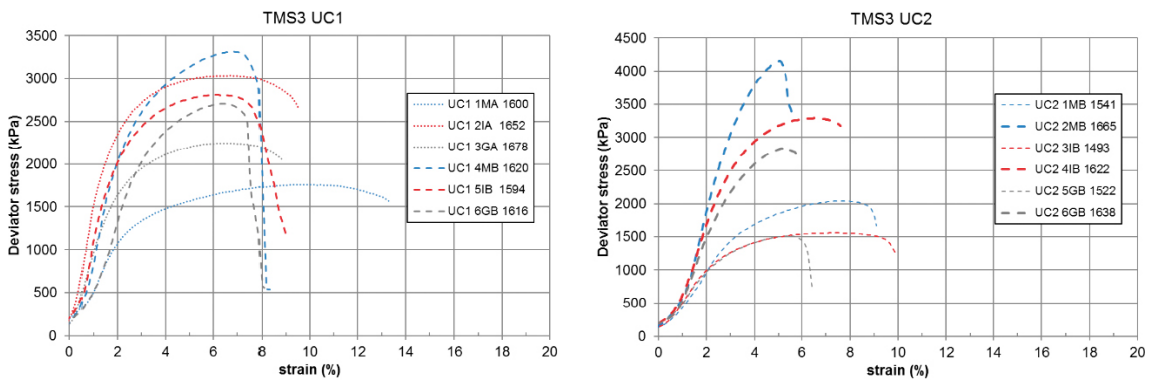 TMS3 UC1
Deviator stress (kPa)
3500
3000
2500
2000
1500
1000
500
0
0 2 4 6 8 10 12 14 16 18 20
strain (%)
UC1 1MA 1600
UC1 2IA 1652
UC1 3GA 1678
UC1 4MB 1620
UC1 5IB 1594
UC1 6GB 1616
TMS3 UC2
Deviator stress (kPa)
4500
4000
3500
3000
2500
2000
1500
1000
500
0
0 2 4 6 8 10 12 14 16 18 20
strain (%)
UC2 1MB 1541
UC2 2MB 1665
UC2 3IB 1493
UC2 4IB 1622
UC2 5GB 1522
UC2 6GB 1638